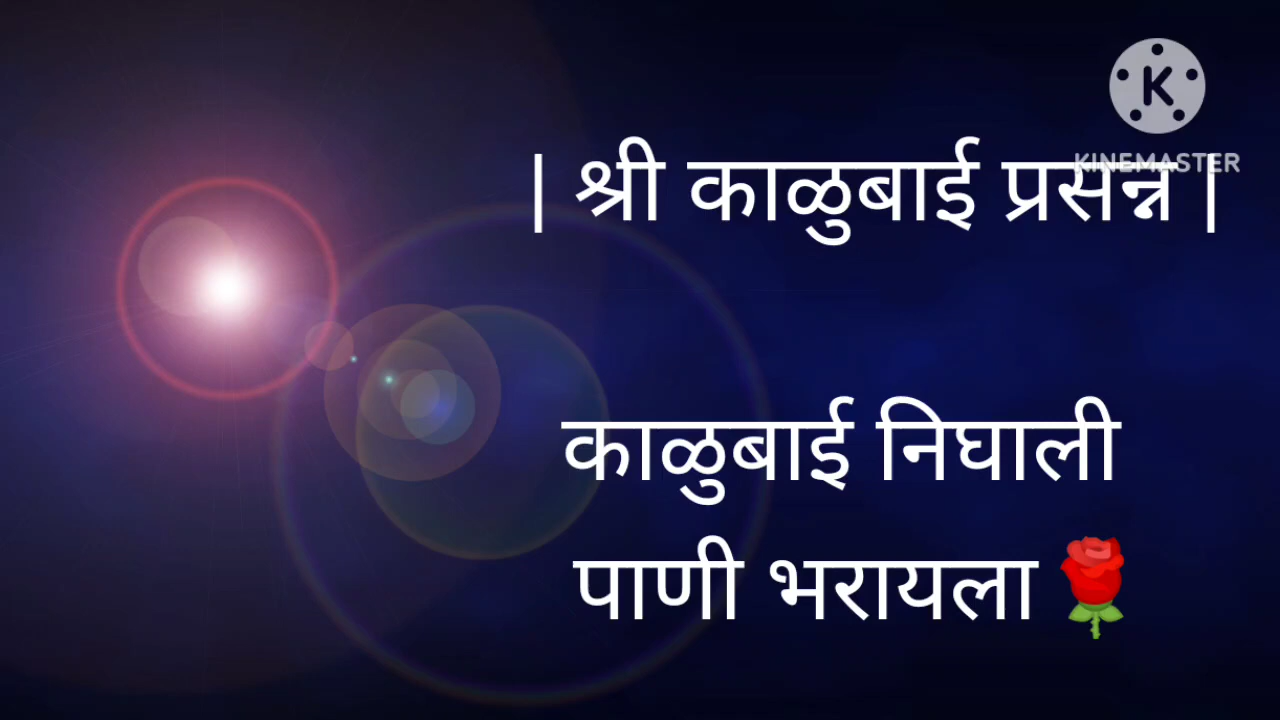 K
KINEMASTER
| श्री काळुबाई प्रसन्न |
काळुबाई निघाली
पाणी भरायला🌹